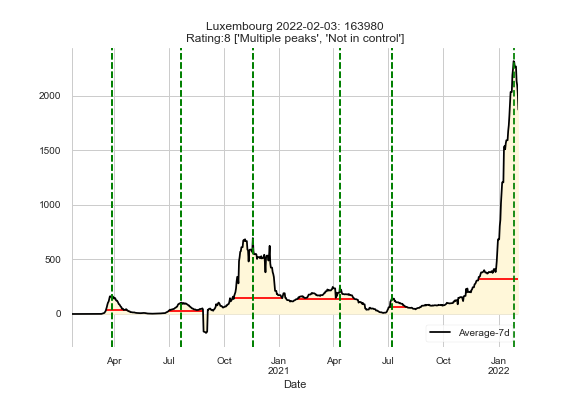 Luxembourg 2022-02-03: 163980
Rating:8 ['Multiple peaks', 'Not in control']
2000
1500
1000
500
0
Average-7d
Apr Jul Oct Jan Apr Jul Oct Jan
2021 2022
Date